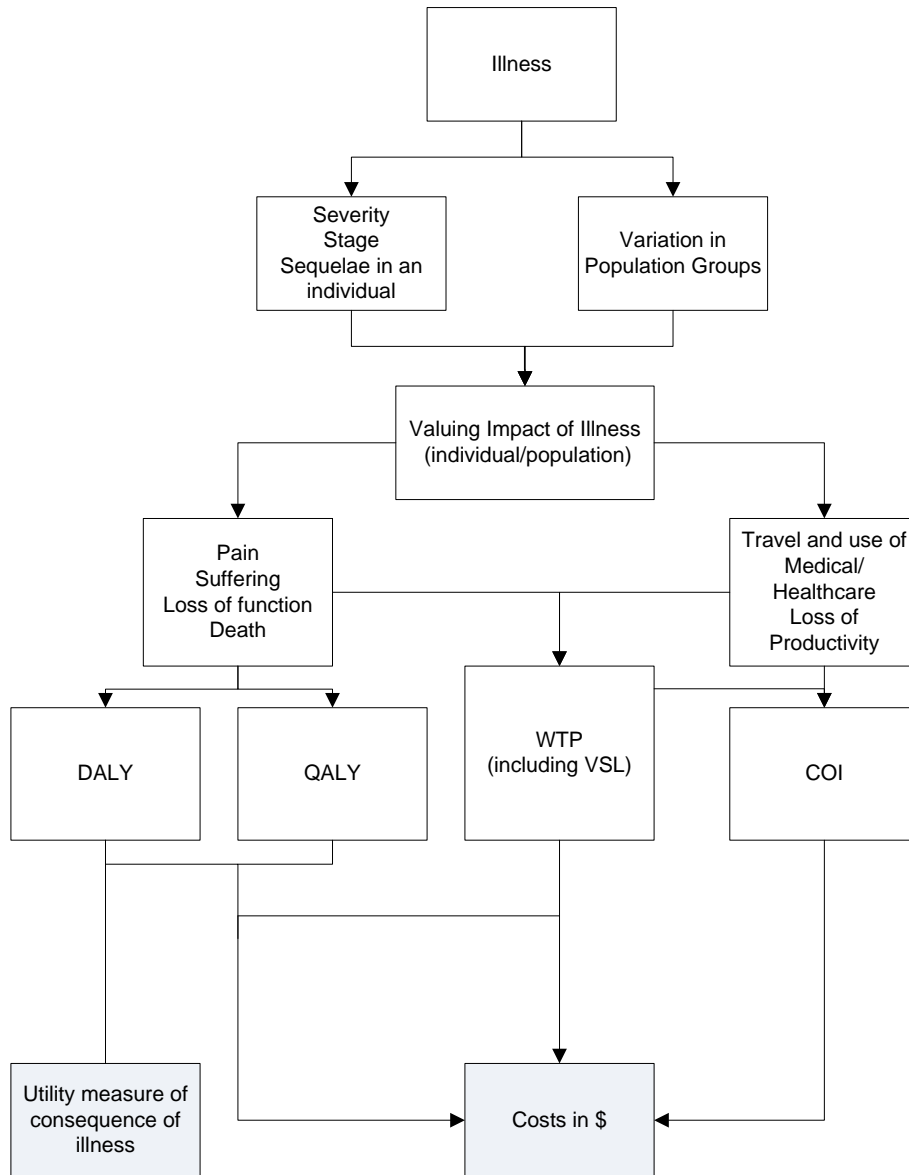 Illness
Severity
Stage
Sequelae in an
individual
Variation in
Population Groups
Valuing Impact of Illness
(individual/population)
Pain
Suffering
Loss of function
Death
Travel and use of
Medical/
Healthcare
Loss of
Productivity
DALY
QALY
WTP
(including VSL)
COI
Utility measure of
consequence of
illness
Costs in $